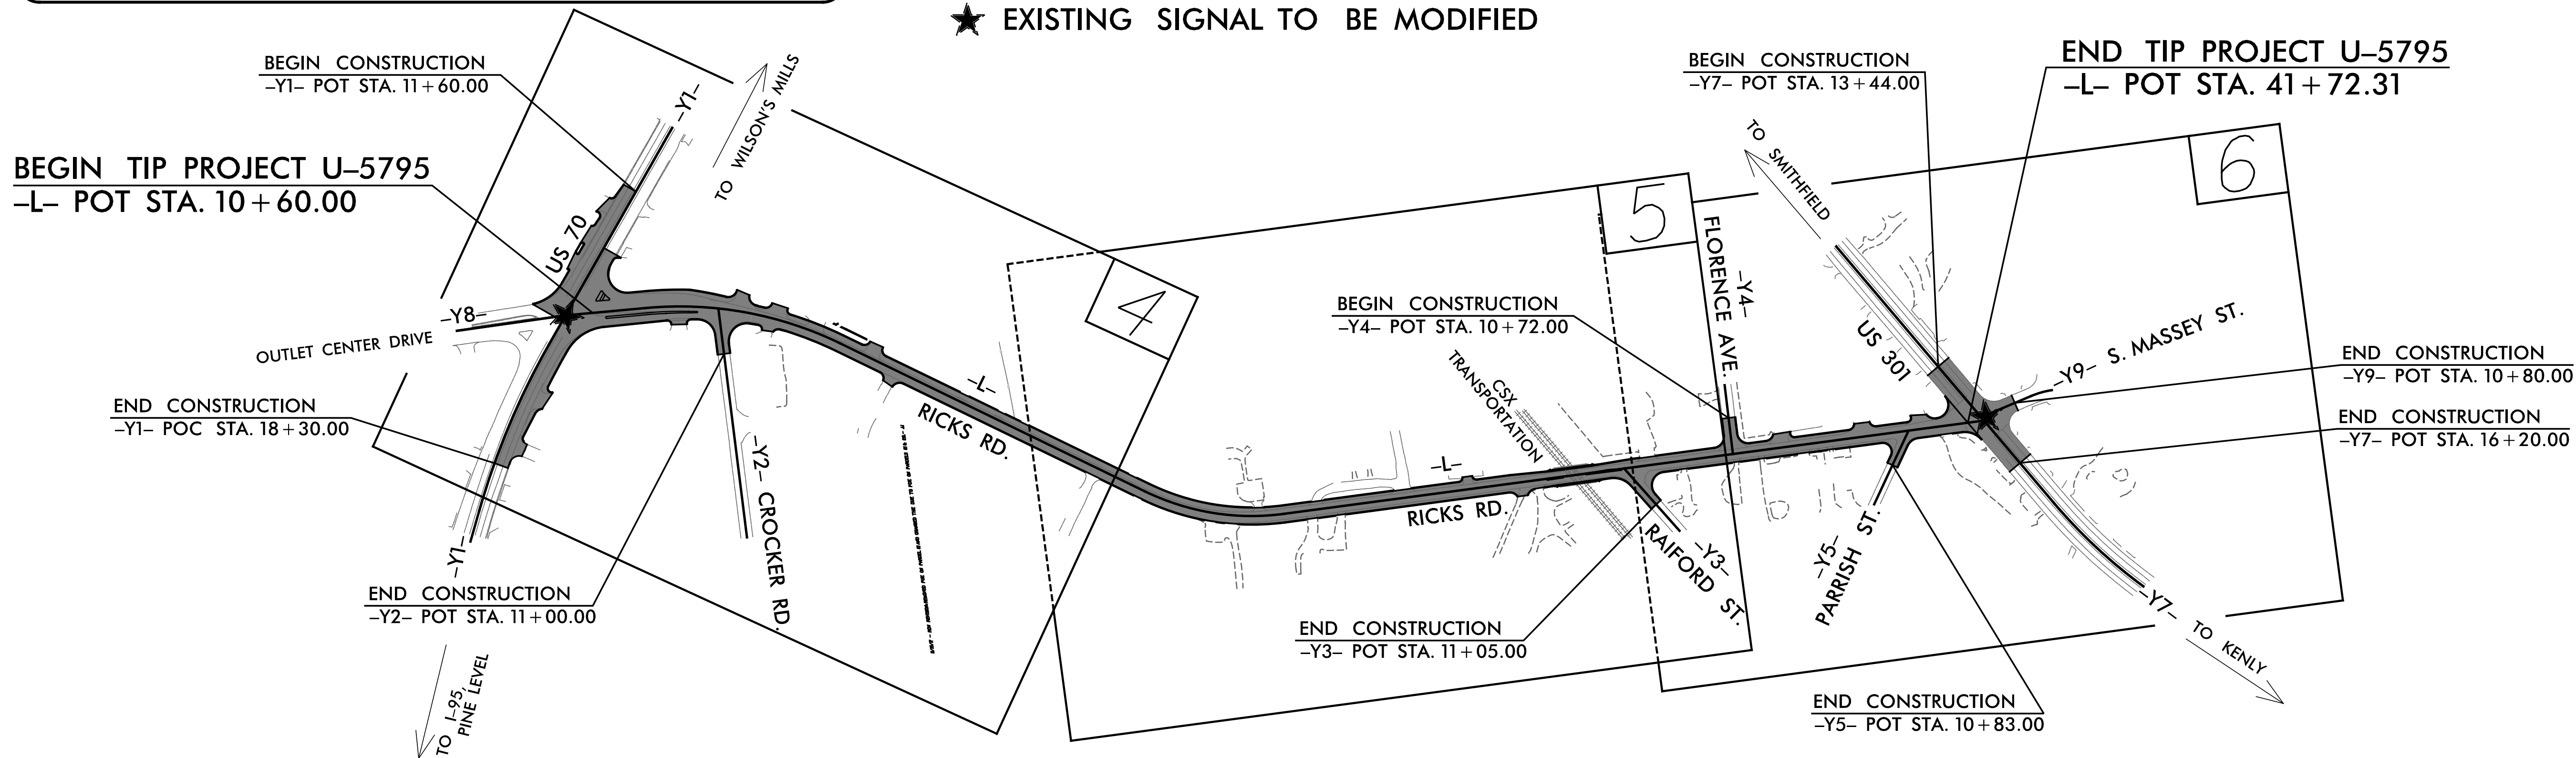 EXISTING SIGNAL TO BE MODIFIED
BEGIN CONSTRUCTION
–Y1– POT STA. 11+60.00
BEGIN TIP PROJECT U–5795
–L– POT STA. 10+60.00
–Y1–
TO WILSON'S MILLS
US 70
–Y8–
OUTLET CENTER DRIVE
END CONSTRUCTION
–Y1– POC STA. 18+30.00
–Y1–
END CONSTRUCTION
–Y2– POT STA. 11+00.00
TO I–95,
PINE LEVEL
–Y2– CROCKER RD.
–L–
RICKS RD.
4
5
6
BEGIN CONSTRUCTION
–Y4– POT STA. 10+72.00
CSX
TRANSPORTATION
–L–
RICKS RD.
END CONSTRUCTION
–Y3– POT STA. 11+05.00
–Y3–
RAIFORD ST.
FLORENCE AVE.
–Y4–
BEGIN CONSTRUCTION
–Y7– POT STA. 13+44.00
END TIP PROJECT U–5795
–L– POT STA. 41+72.31
TO SMITHFIELD
US 301
–Y9– S. MASSEY ST.
END CONSTRUCTION
–Y9– POT STA. 10+80.00
END CONSTRUCTION
–Y7– POT STA. 16+20.00
–Y5–
PARRISH ST.
–Y7–
TO KENLY
END CONSTRUCTION
–Y5– POT STA. 10+83.00